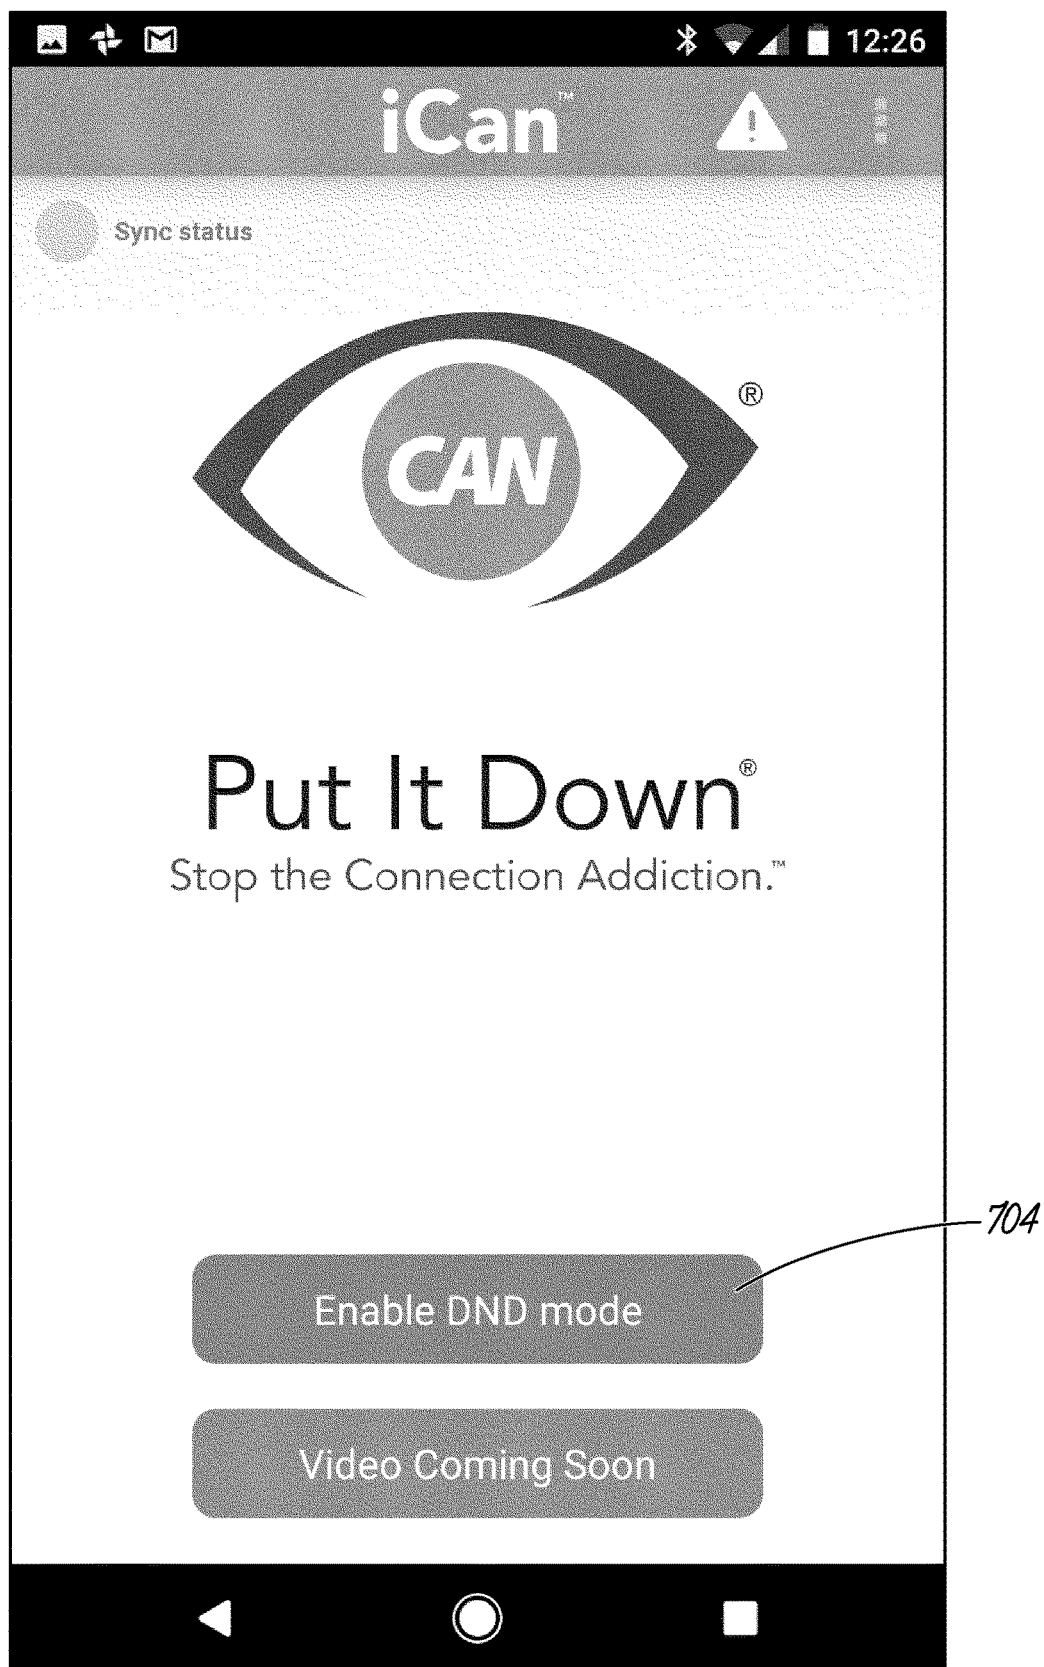 12:26
iCan™
Sync status
CAN
®
Put It Down®
Stop the Connection Addiction.™
704
Enable DND mode
Video Coming Soon